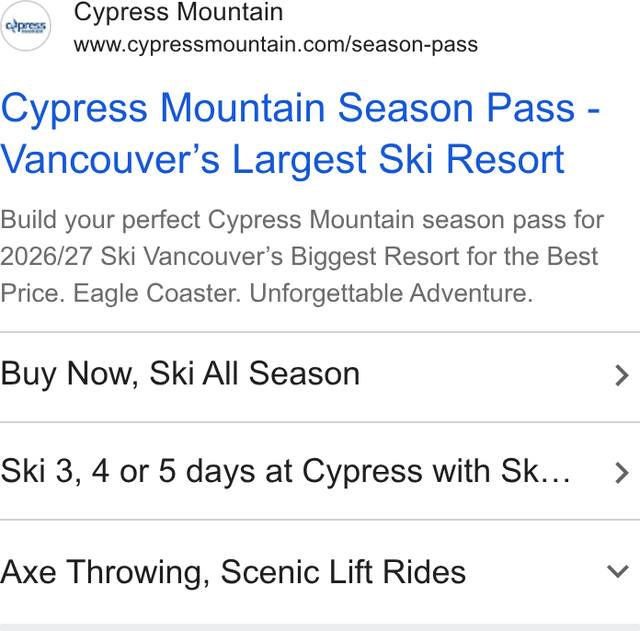 cypress
Cypress Mountain
www.cypressmountain.com/season-pass
Cypress Mountain Season Pass -
Vancouver’s Largest Ski Resort
Build your perfect Cypress Mountain season pass for
2026/27 Ski Vancouver’s Biggest Resort for the Best
Price. Eagle Coaster. Unforgettable Adventure.
Buy Now, Ski All Season
Ski 3, 4 or 5 days at Cypress with Sk…
Axe Throwing, Scenic Lift Rides